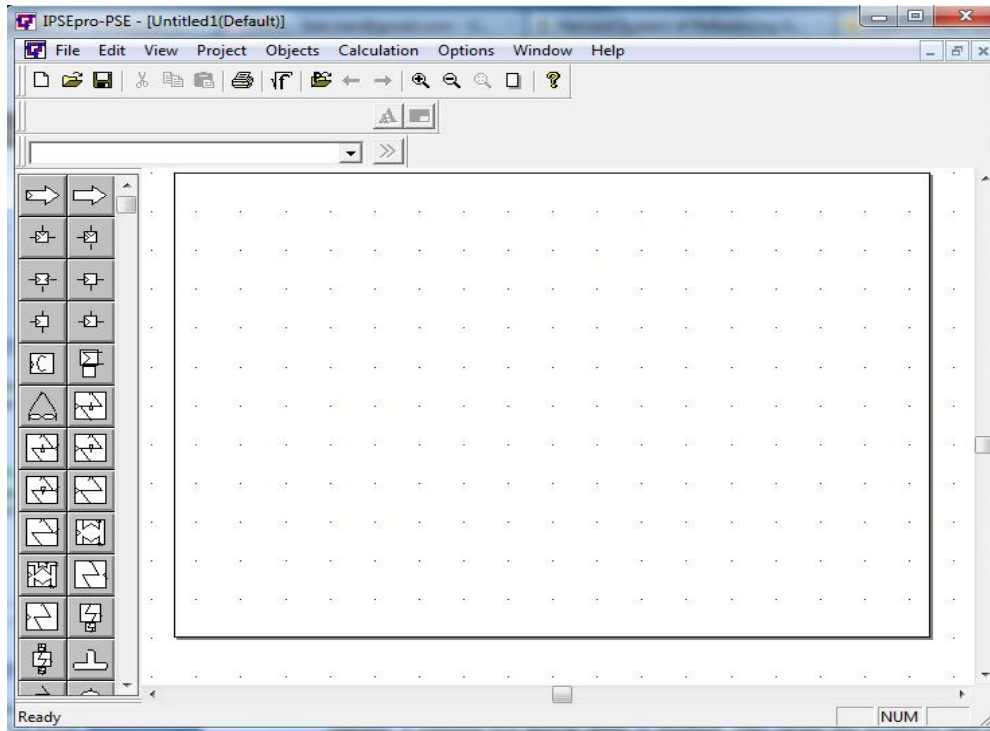 IPSEpro-PSE - [Untitled1(Default)]
File Edit View Project Objects Calculation Options Window Help
Ready
NUM